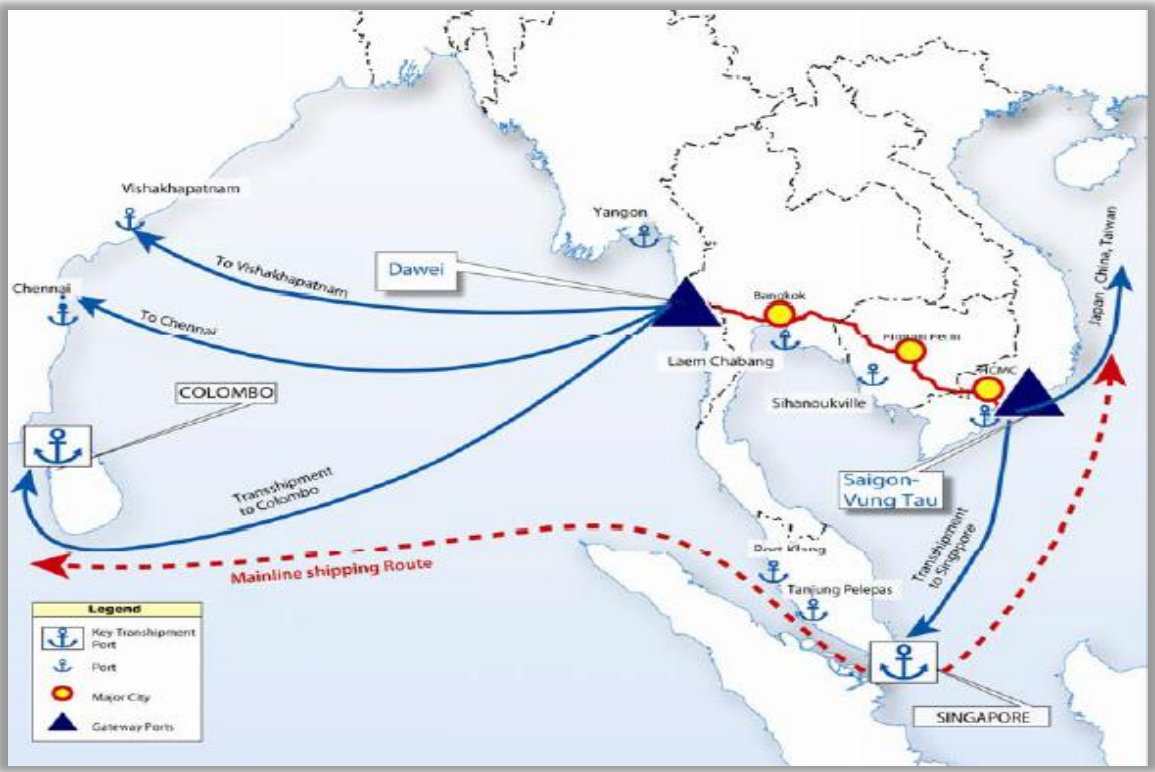 Vishakhapatnam
Yangon
Dawei
To Vishakhapatnam
Chennai
To Chennai
Bangkok
Japan, China, Taiwan
Laem Chabang
HCMC
COLOMBO
Sihanoukville
Transshipment
to Colombo
Saigon-
Vung Tau
Transhipment
to Singpore
Port Klang
Mainline shipping Route
Tanjung Pelepas
Legend
Key Transhipment
Port
Port
Major City
Gateway Ports
SINGAPORE